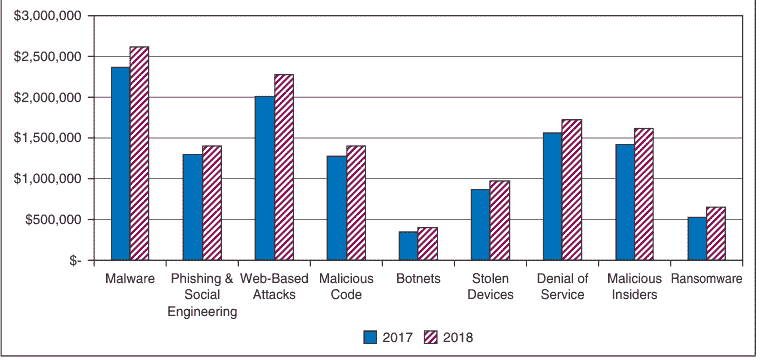 $3,000,000
$2,500,000
$2,000,000
$1,500,000
$1,000,000
$500,000
$-
Malware
Phishing &
Social
Engineering
Web-Based
Attacks
Malicious
Code
Botnets
Stolen
Devices
Denial of
Service
Malicious
Insiders
Ransomware
2017
2018